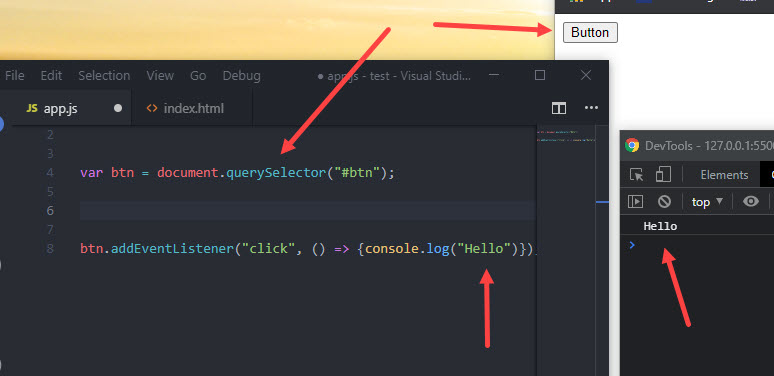 Button
File Edit Selection View Go Debug ● app.js - test - Visual Studi...
JS app.js ● <> index.html ...
DevTools - 127.0.0.1:5500
Elements
top
2
3
4 var btn = document.querySelector("#btn");
5
6
7
8 btn.addEventListener("click", () => {console.log("Hello")})
Hello